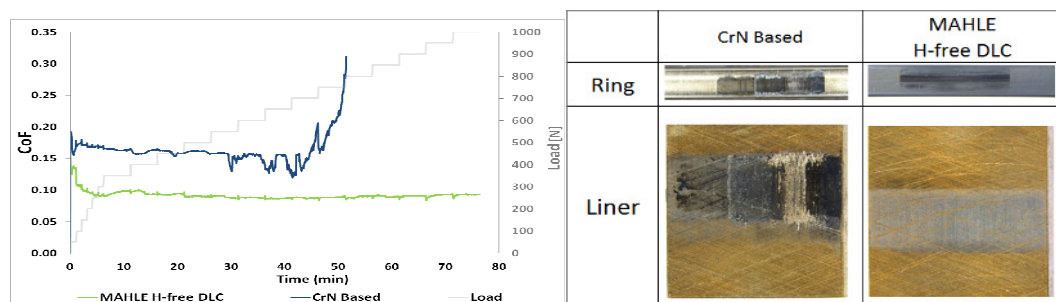 0.35
0.30
0.25
0.20
0.15
0.10
0.05
0.00
CoF
0 10 20 30 40 50 60 70 80
Time (min)
1000
900
800
700
600
500
400
300
200
100
0
Load [N]
MAHLE H-free DLC CrN Based Load
CrN Based
MAHLE
H-free DLC
Ring
Liner